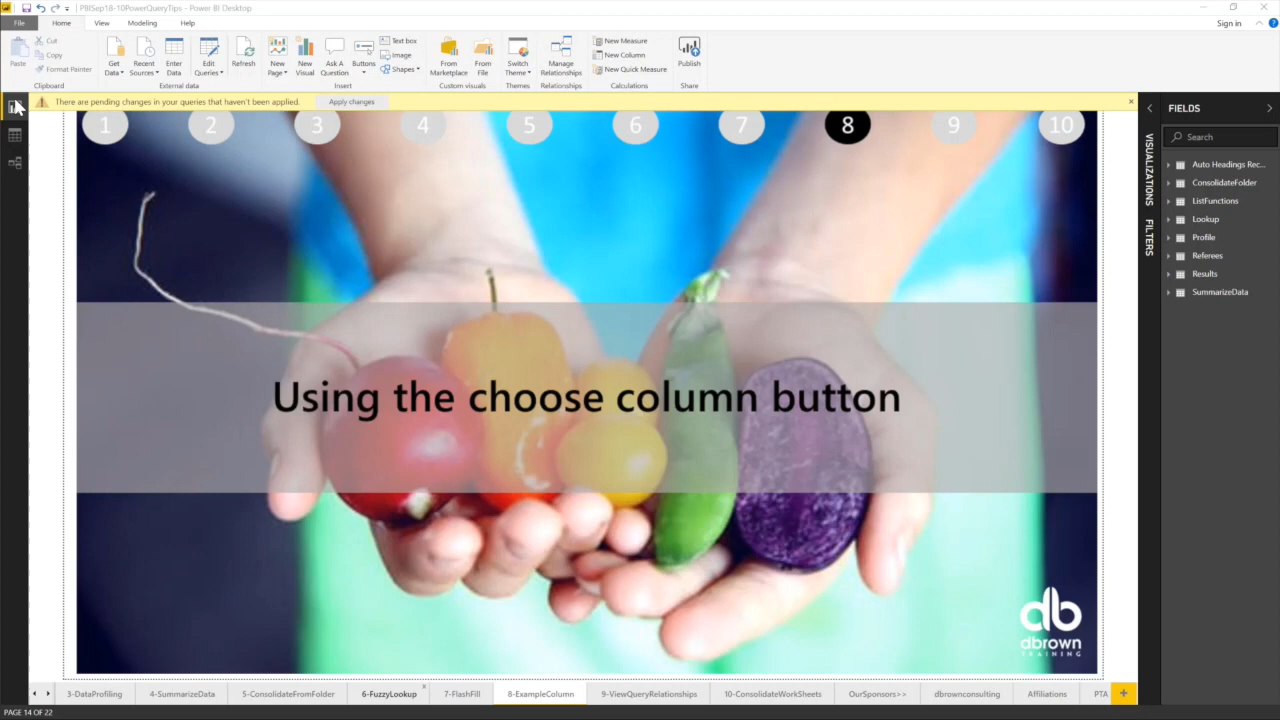 PBISep18-10PowerQueryTips - Power BI Desktop
File Home View Modeling Help
Sign in
Paste
Cut
Copy
Format Painter
Clipboard
Get Data
Recent Sources
Enter Data
Edit Queries
Refresh
External data
New Page
New Visual
Ask A Question
Buttons
Text box
Image
Shapes
Insert
From Marketplace
From File
Custom visuals
Switch Theme
Themes
Manage Relationships
Relationships
New Measure
New Column
New Quick Measure
Calculations
Publish
Share
There are pending changes in your queries that haven't been applied. Apply changes
1 2 3 4 5 6 7 8 9 10
Using the choose column button
db
dbrown
TRAINING
VISUALIZATIONS
FILTERS
FIELDS
Search
Auto Headings Rec...
ConsolidateFolder
ListFunctions
Lookup
Profile
Referees
Results
SummarizeData
3-DataProfiling 4-SummarizeData 5-ConsolidateFromFolder 6-FuzzyLookup 7-FlashFill 8-ExampleColumn 9-ViewQueryRelationships 10-ConsolidateWorkSheets OurSponsors>> dbrownconsulting Affiliations PTA
PAGE 14 OF 22